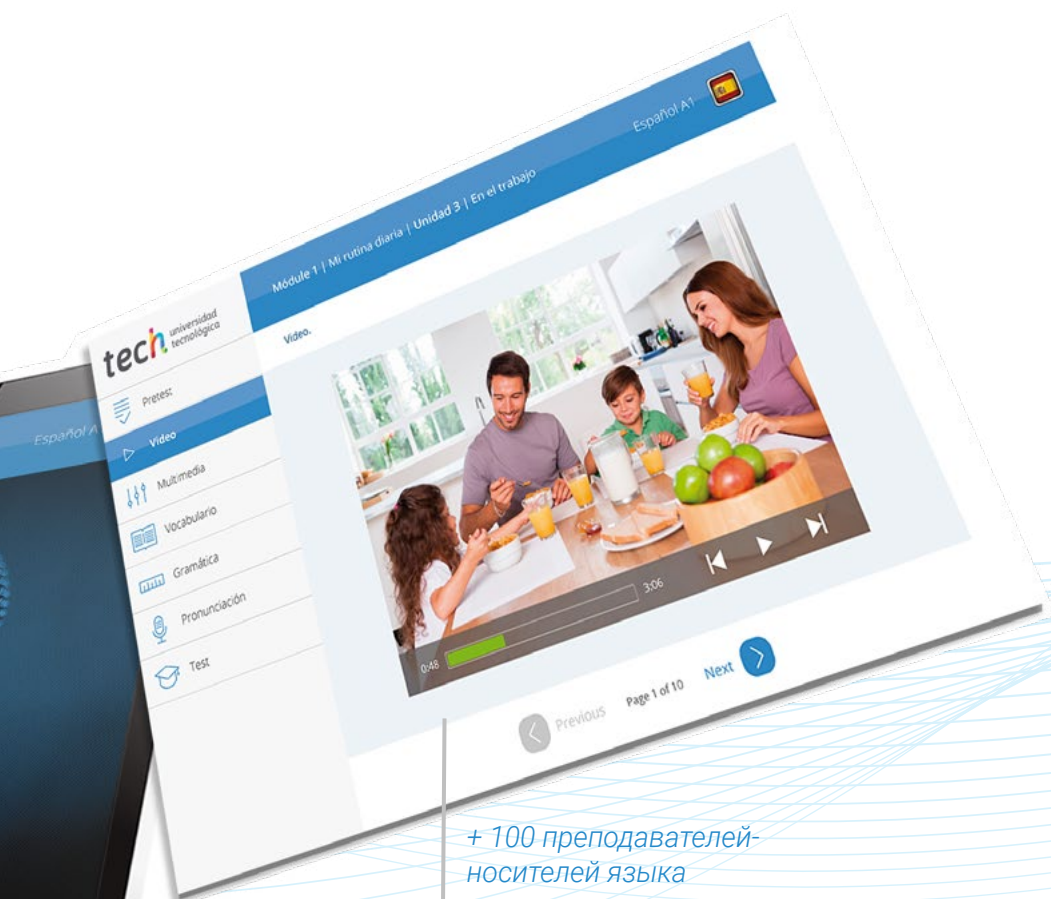 Español A1
Módule 1 | Mi rutina diaria | Unidad 3 | En el trabajo
tech universidad
tecnológica
Video.
Pretest
Video
Multimedia
Vocabulario
Gramática
Pronunciación
Test
Español A
0:48
3:06
Previous
Page 1 of 10
Next
+ 100 преподавателей-
носителей языка